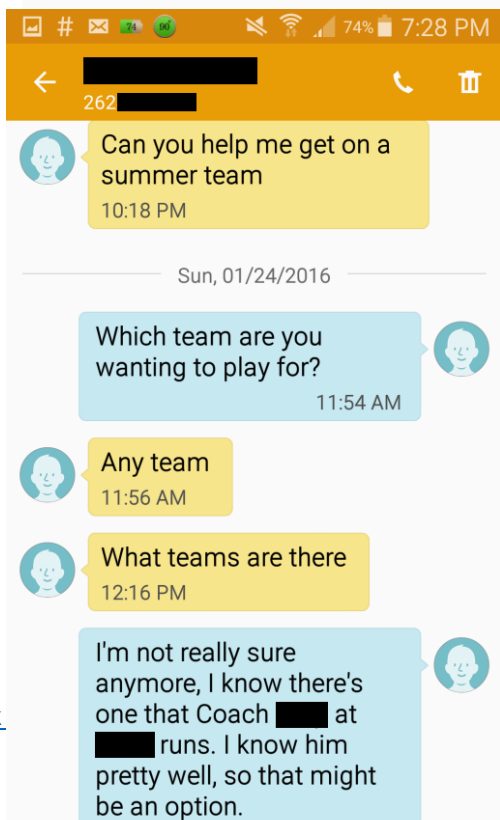 # 74 90° 74% 7:28 PM
262
Can you help me get on a
summer team
10:18 PM
Sun, 01/24/2016
Which team are you
wanting to play for?
11:54 AM
Any team
11:56 AM
What teams are there
12:16 PM
I'm not really sure
anymore, I know there's
one that Coach at
runs. I know him
pretty well, so that might
be an option.